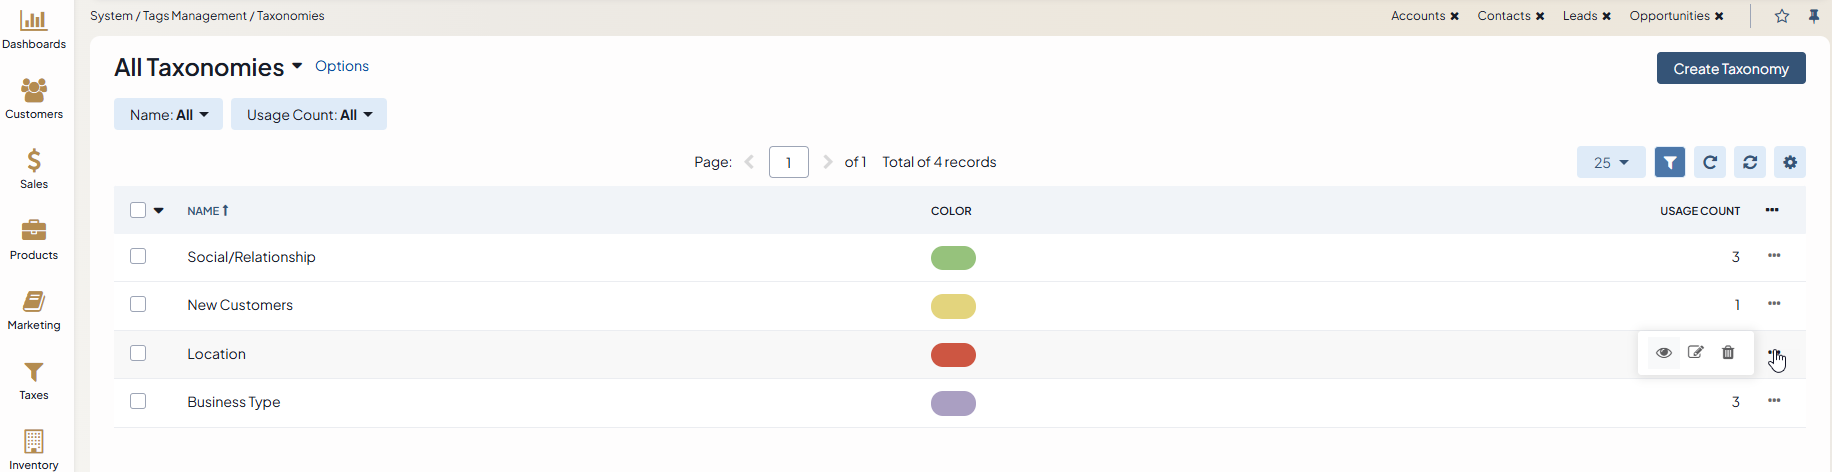 System / Tags Management / Taxonomies
Accounts ✖ Contacts ✖ Leads ✖ Opportunities ✖
Dashboards
Customers
Sales
Products
Marketing
Taxes
Inventory
All Taxonomies Options
Create Taxonomy
Name: All Usage Count: All
Page: 1 of 1 Total of 4 records
25
NAME COLOR USAGE COUNT
Social/Relationship 3
New Customers 1
Location
Business Type 3